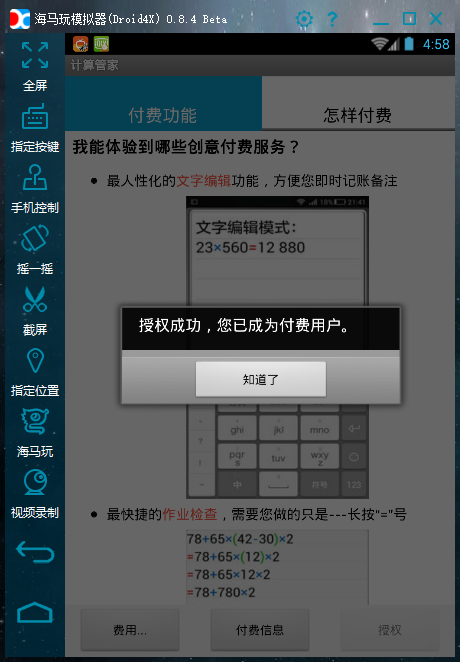 海马玩模拟器(Droid4X) 0.8.4 Beta
4:58
全屏
指定按键
手机控制
摇一摇
截屏
指定位置
海马玩
视频录制
计算管家
付费功能
怎样付费
我能体验到哪些创意付费服务？
最人性化的文字编辑功能，方便您即时记账备注
18% 21:41
文字编辑模式：
23×560=12 880
授权成功，您已成为付费用户。
知道了
ghi jkl mno
pqrs tuv wxyz
中 符号 123
最快捷的作业检查，需要您做的只是---长按"="号
78+65×(42-30)×2
=78+65×(12)×2
=78+65×12×2
=78+780×2
费用...
付费信息
授权